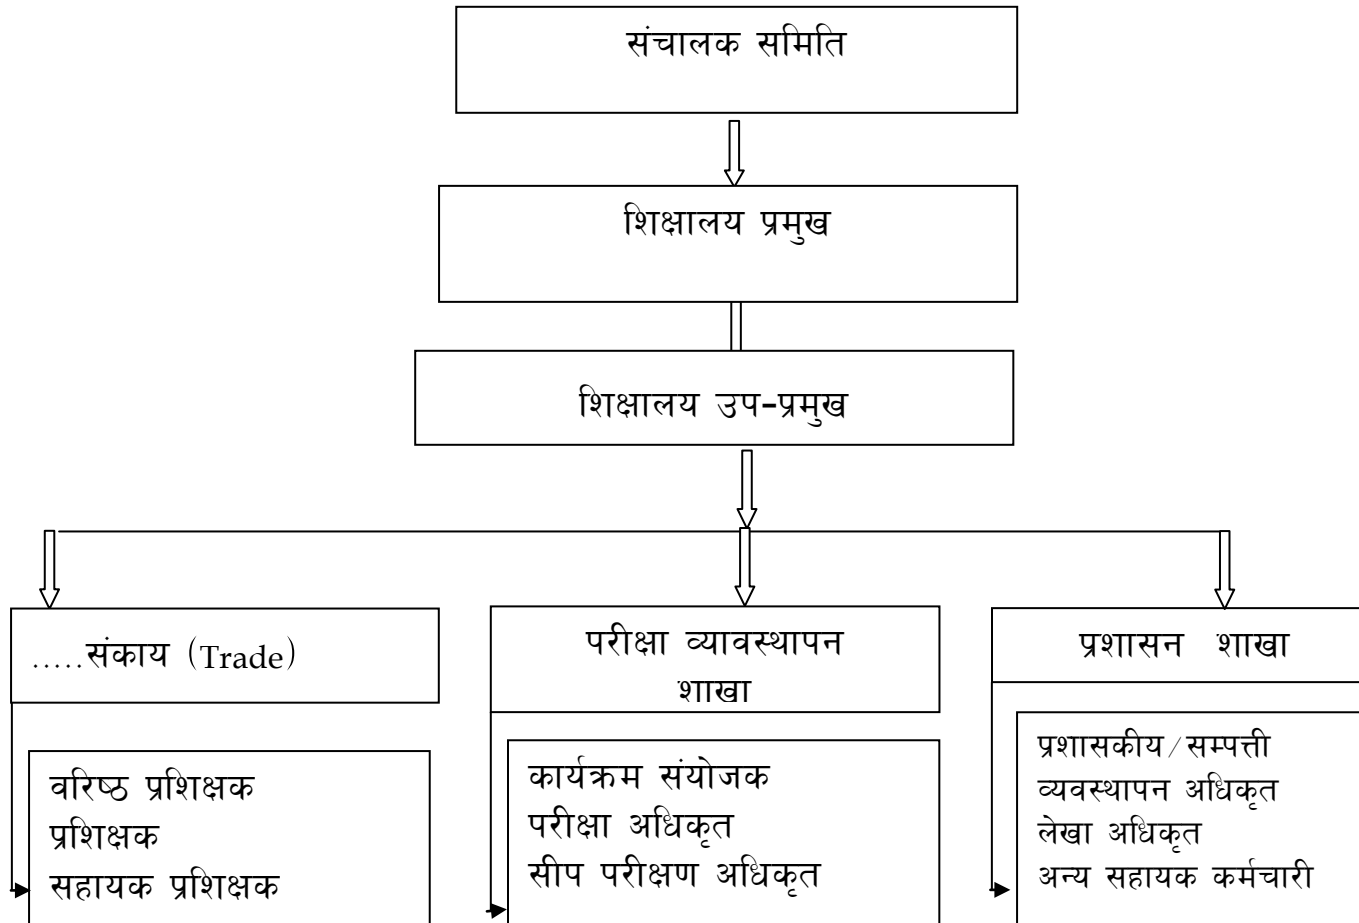 संचालक समिति
शिक्षालय प्रमुख
शिक्षालय उप-प्रमुख
.....संकाय (Trade)
वरिष्ठ प्रशिक्षक
प्रशिक्षक
सहायक प्रशिक्षक
परीक्षा व्यावस्थापन
शाखा
कार्यक्रम संयोजक
परीक्षा अधिकृत
सीप परीक्षण अधिकृत
प्रशासन शाखा
प्रशासकीय/सम्पत्ती
व्यवस्थापन अधिकृत
लेखा अधिकृत
अन्य सहायक कर्मचारी